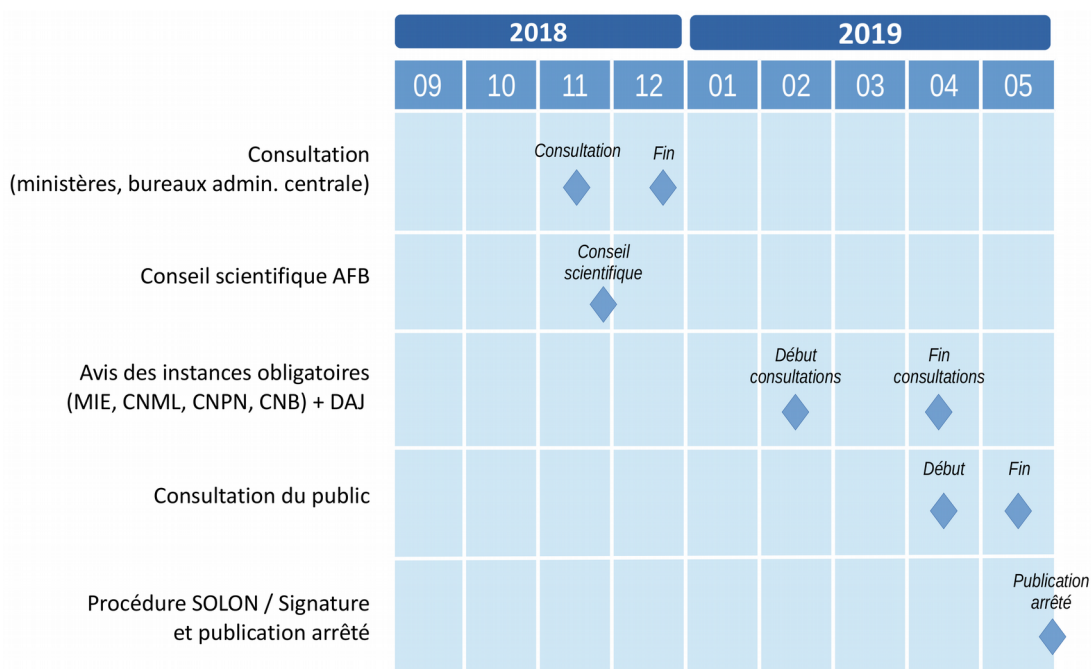 2018
2019
09 10 11 12 01 02 03 04 05
Consultation
(ministères, bureaux admin. centrale)
Consultation
Fin
Conseil scientifique AFB
Conseil
scientifique
Avis des instances obligatoires
(MIE, CNML, CNPN, CNB) + DAJ
Début
consultations
Fin
consultations
Consultation du public
Début
Fin
Procédure SOLON / Signature
et publication arrêté
Publication
arrêté